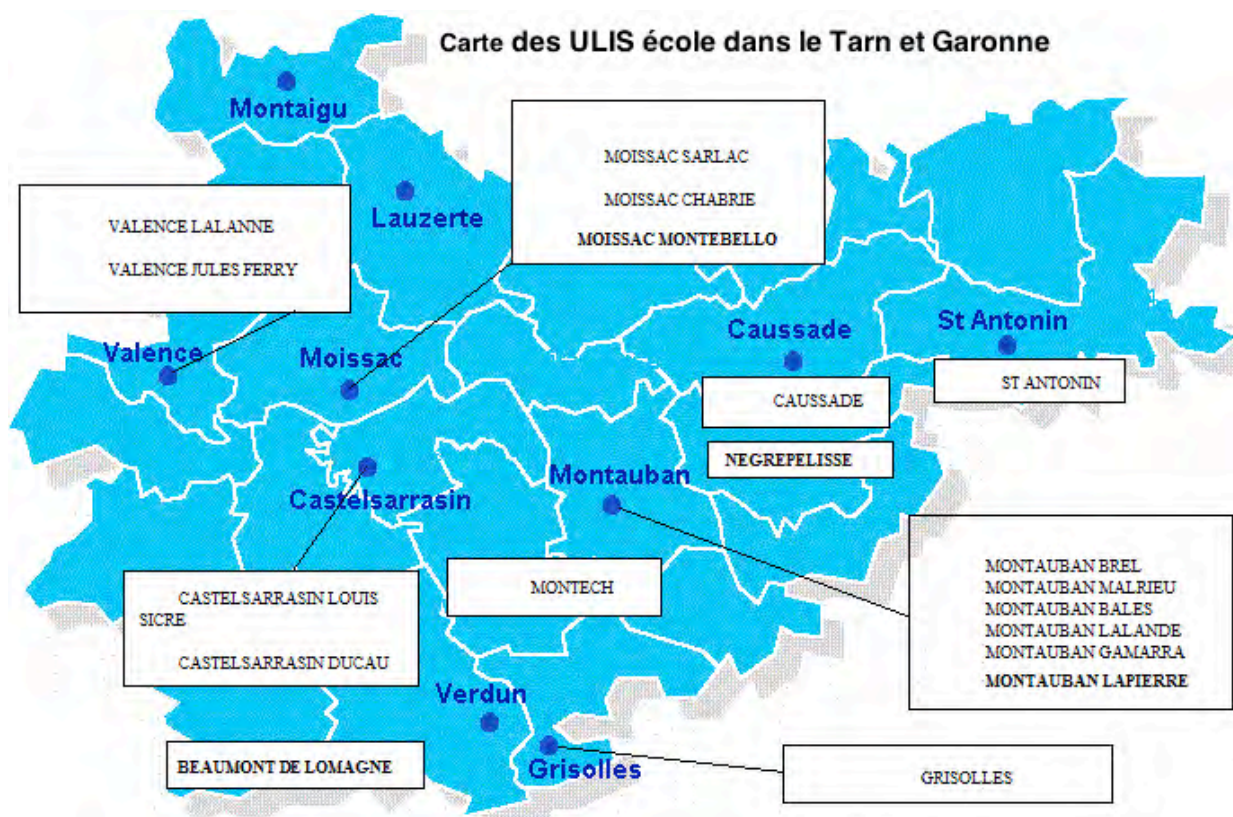 Carte des ULIS école dans le Tarn et Garonne
Montaigu
MOISSAC SARLAC
MOISSAC CHABRIE
MOISSAC MONTEBELLO
Lauzerte
VALENCE LALANNE
VALENCE JULES FERRY
Valence
Moissac
Caussade
St Antonin
CAUSSADE
ST ANTONIN
NEGREPELISSE
Castelsarrasin
Montauban
MONTAUBAN BREL
MONTAUBAN MALRIEU
MONTAUBAN BALES
MONTAUBAN LALANDE
MONTAUBAN GAMARRA
MONTAUBAN LAPIERRE
CASTELSARRASIN LOUIS
SICRE
CASTELSARRASIN DUCAU
MONTECH
Verdun
BEAUMONT DE LOMAGNE
Grisolles
GRISOLLES